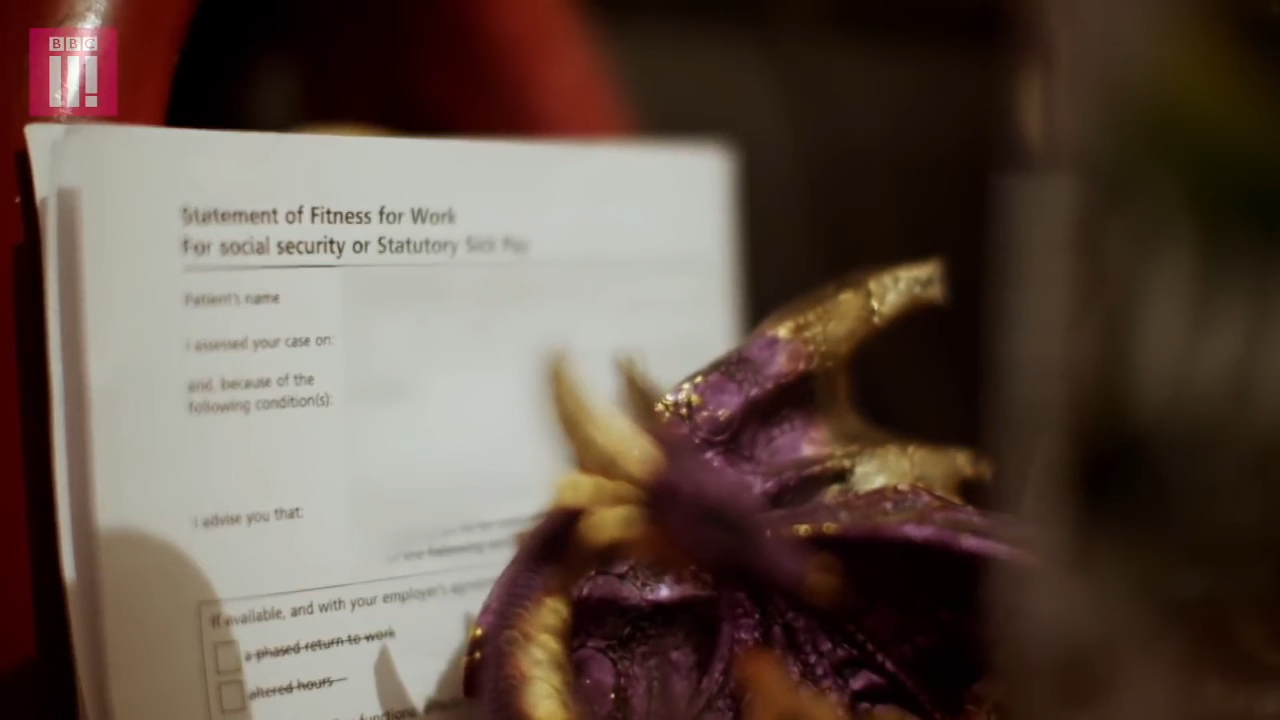 BBC
Statement of Fitness for Work
For social security or Statutory Sick Pay
Patient's name
I assessed your case on:
and, because of the
following condition(s):
I advise you that:
If available, and with your employer's
a phased return to work
altered hours